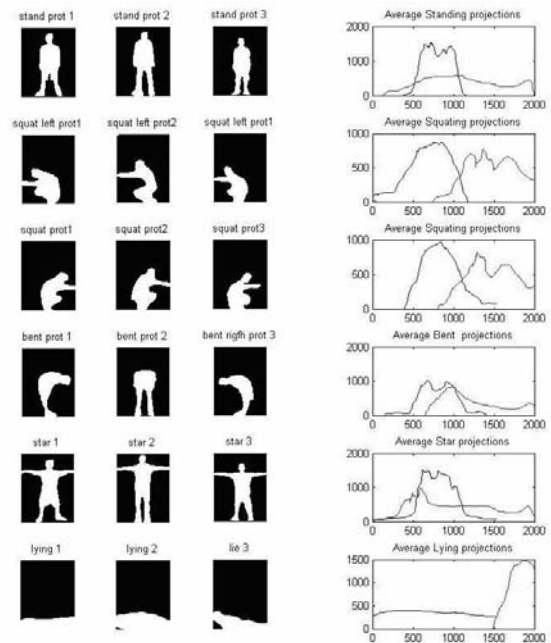 stand prot 1 stand prot 2 stand prot 3 Average Standing projections
2000
1000
0
0 500 1000 1500 2000
squat left prot1 squat left prot2 squat left prot1 Average Squating projections
1000
500
0
0 500 1000 1500 2000
squat prot1 squat prot2 squat prot3 Average Squating projections
1000
500
0
0 500 1000 1500 2000
bent prot 1 bent prot 2 bent rigth prot 3 Average Bent projections
2000
1000
0
0 500 1000 1500 2000
star 1 star 2 star 3 Average Star projections
2000
1000
0
0 500 1000 1500 2000
lying 1 lying 2 lie 3 Average Lying projections
1500
1000
500
0
0 500 1000 1500 2000